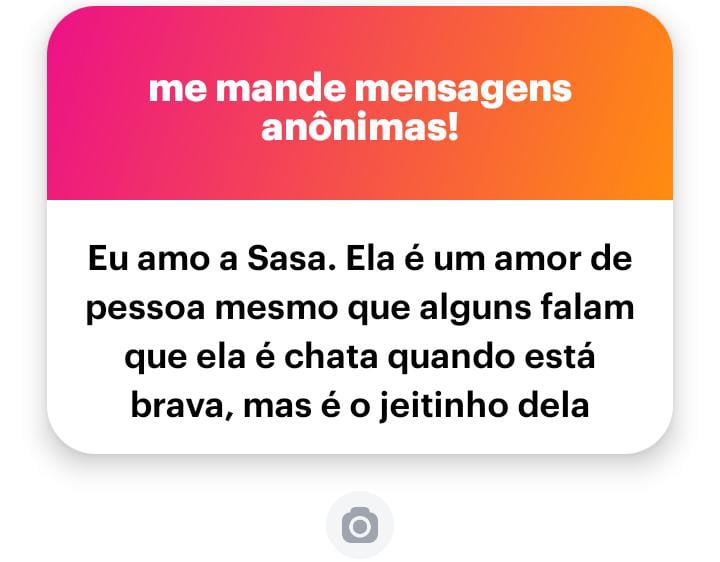 me mande mensagens
anônimas!
Eu amo a Sasa. Ela é um amor de
pessoa mesmo que alguns falam
que ela é chata quando está
brava, mas é o jeitinho dela